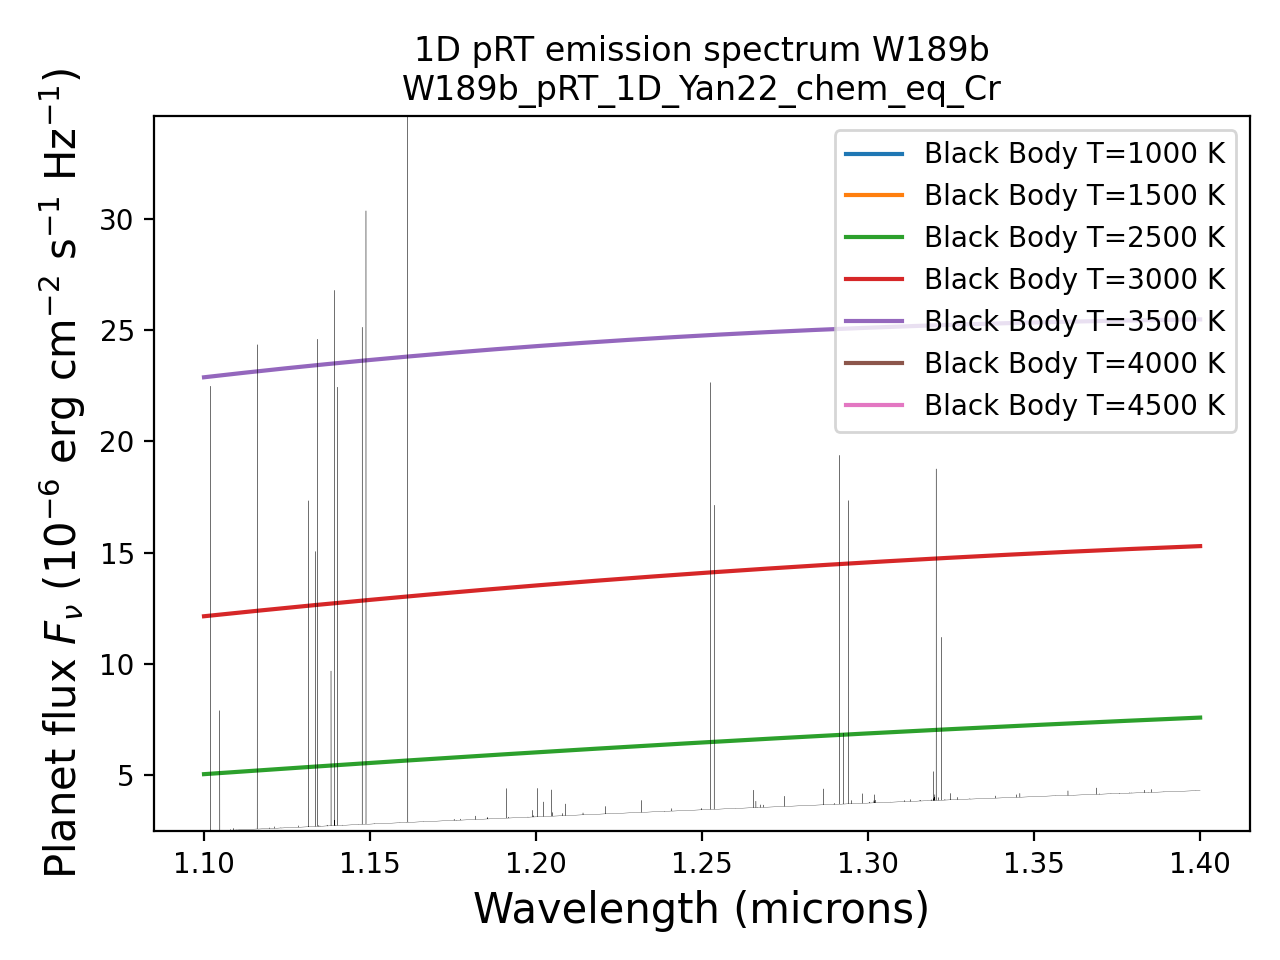 1D pRT emission spectrum W189b
W189b_pRT_1D_Yan22_chem_eq_Cr
Planet flux $F_\nu$ (10$^{-6}$ erg cm$^{-2}$ s$^{-1}$ Hz$^{-1}$)
30
25
20
15
10
5
Black Body T=1000 K
Black Body T=1500 K
Black Body T=2500 K
Black Body T=3000 K
Black Body T=3500 K
Black Body T=4000 K
Black Body T=4500 K
1.10 1.15 1.20 1.25 1.30 1.35 1.40
Wavelength (microns)